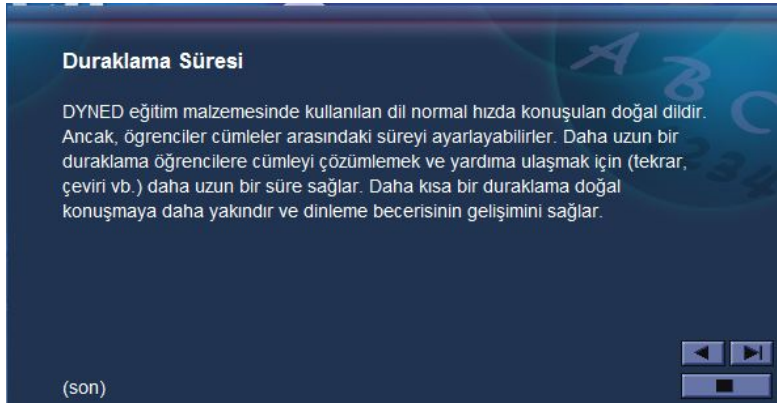 Duraklama Süresi
DYNED eğitim malzemesinde kullanılan dil normal hızda konuşulan doğal dildir.
Ancak, ögrenciler cümleler arasındaki süreyi ayarlayabilirler. Daha uzun bir
duraklama öğrencilere cümleyi çözümlemek ve yardıma ulaşmak için (tekrar,
çeviri vb.) daha uzun bir süre sağlar. Daha kısa bir duraklama doğal
konuşmaya daha yakındır ve dinleme becerisinin gelişimini sağlar.
(son)
A B C
234